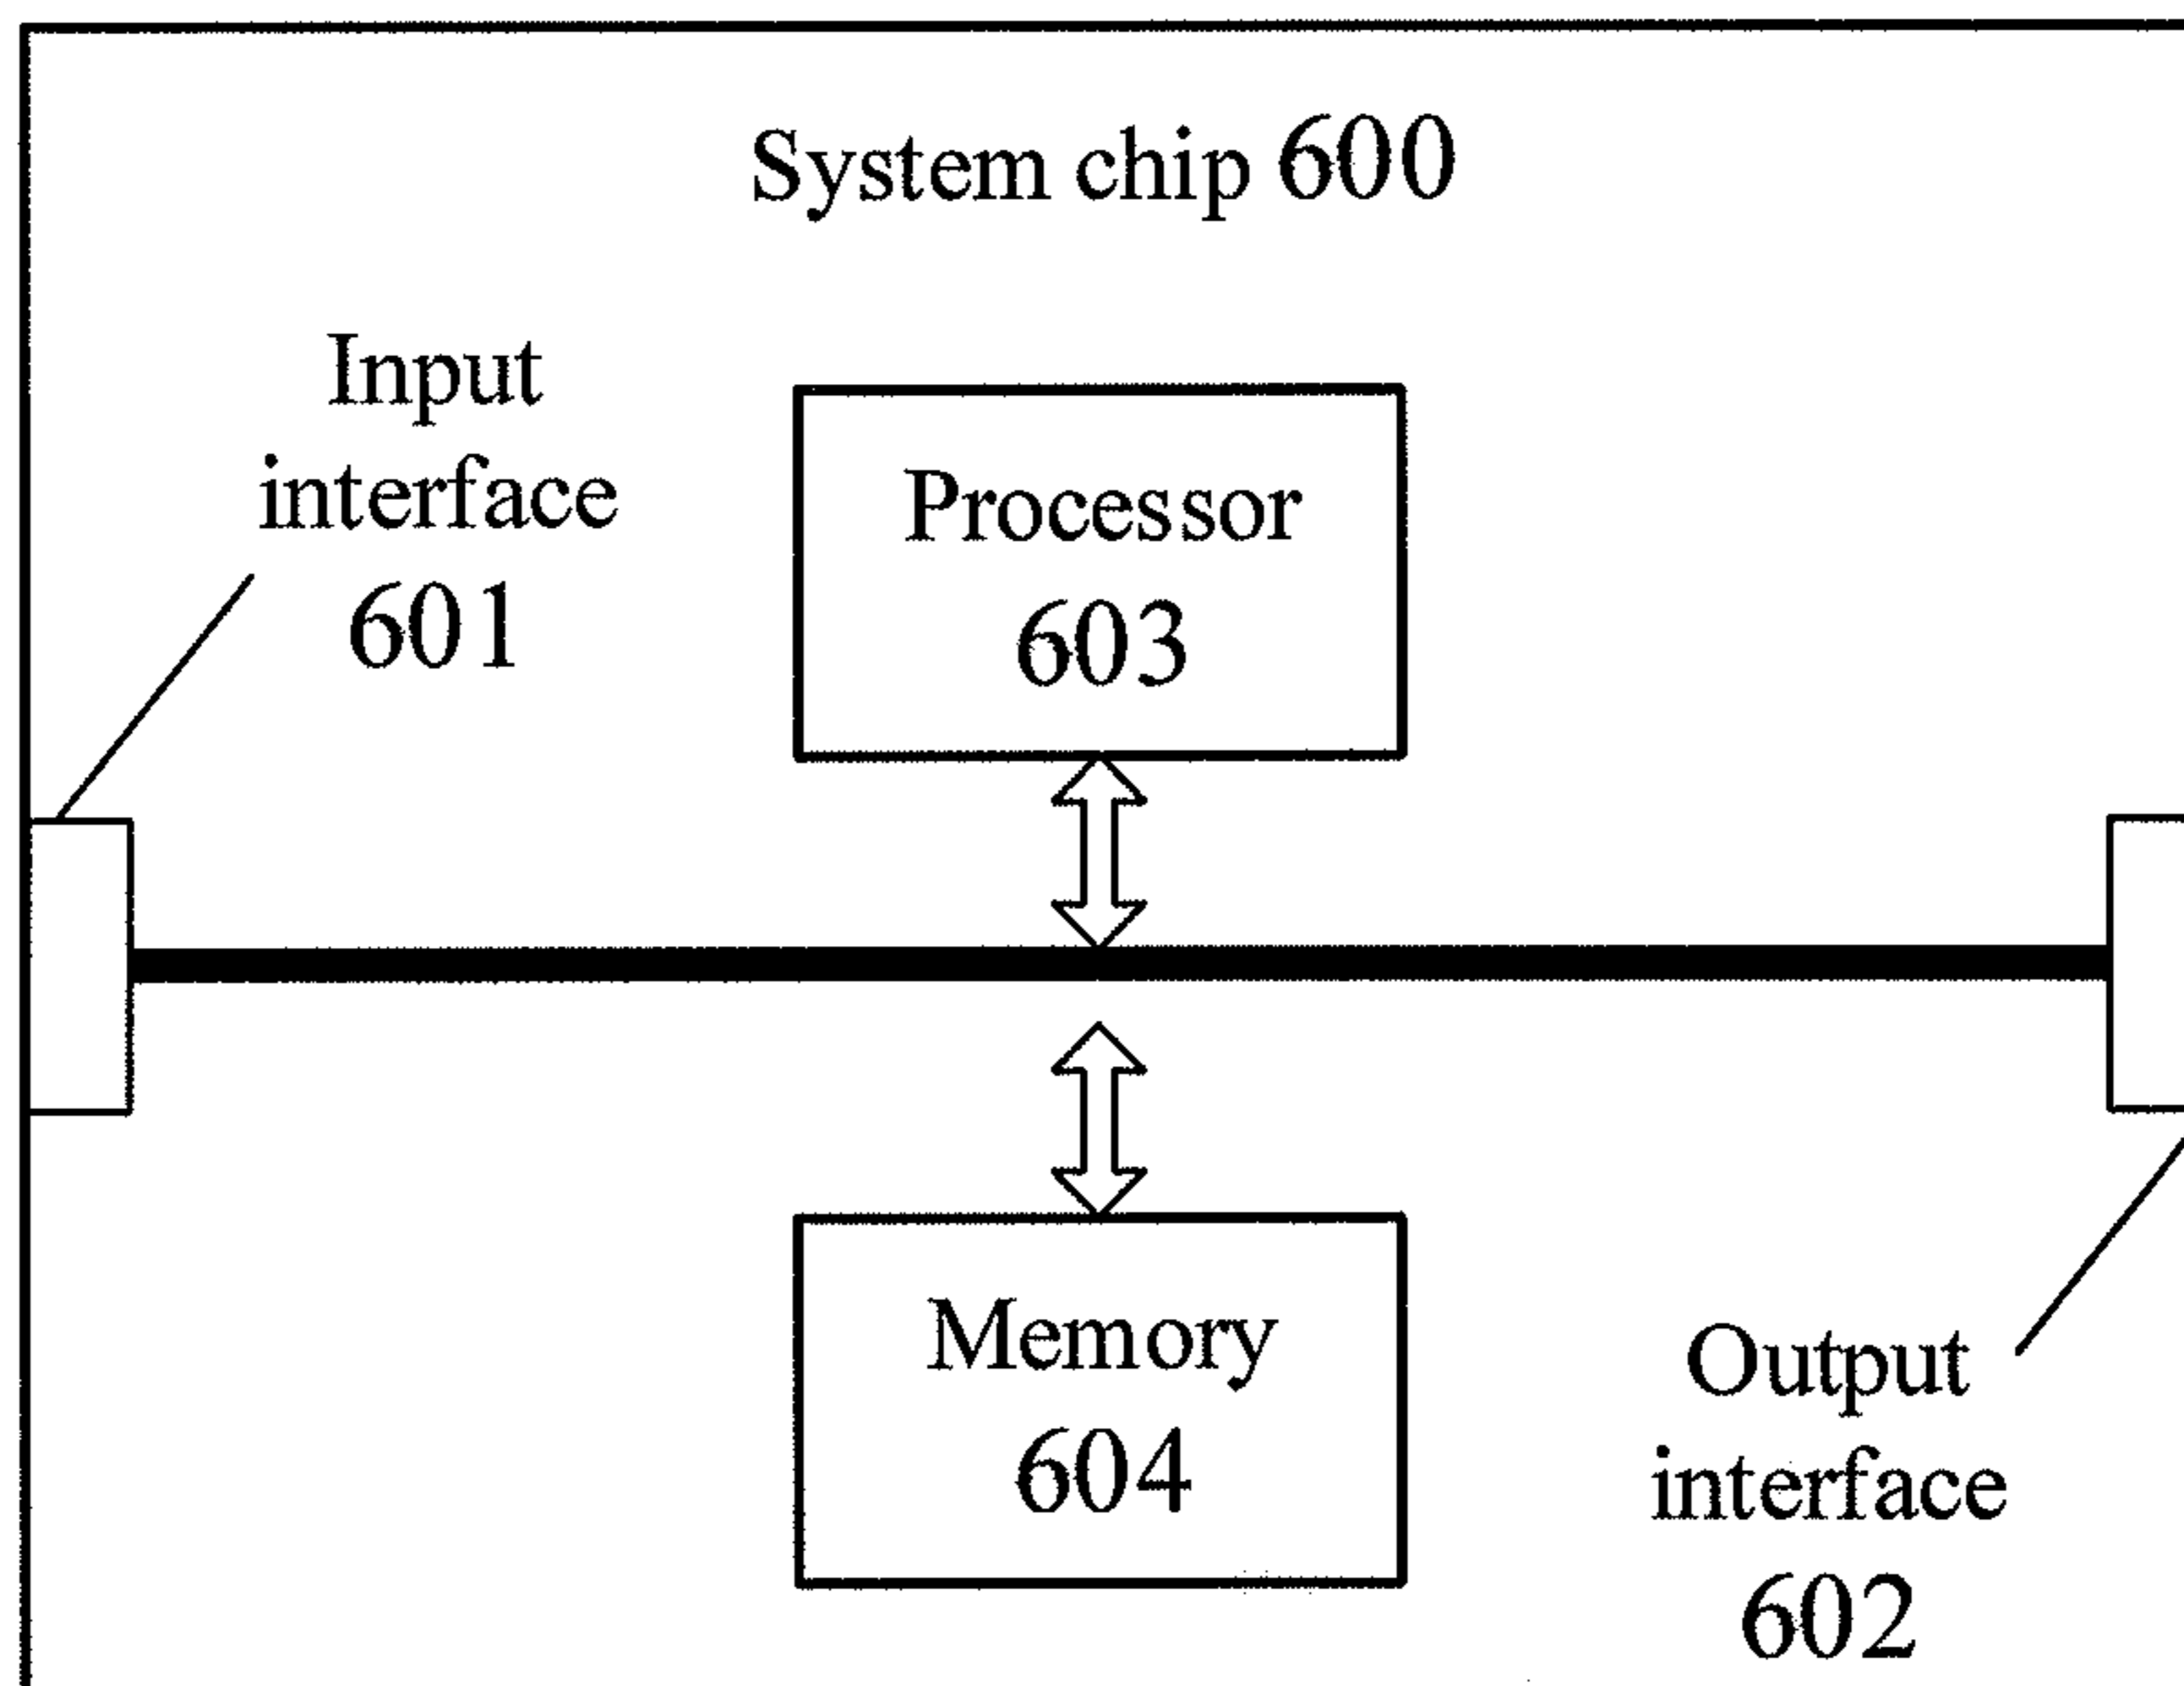 System chip 600
Input
interface
601
Processor
603
Memory
604
Output
interface
602